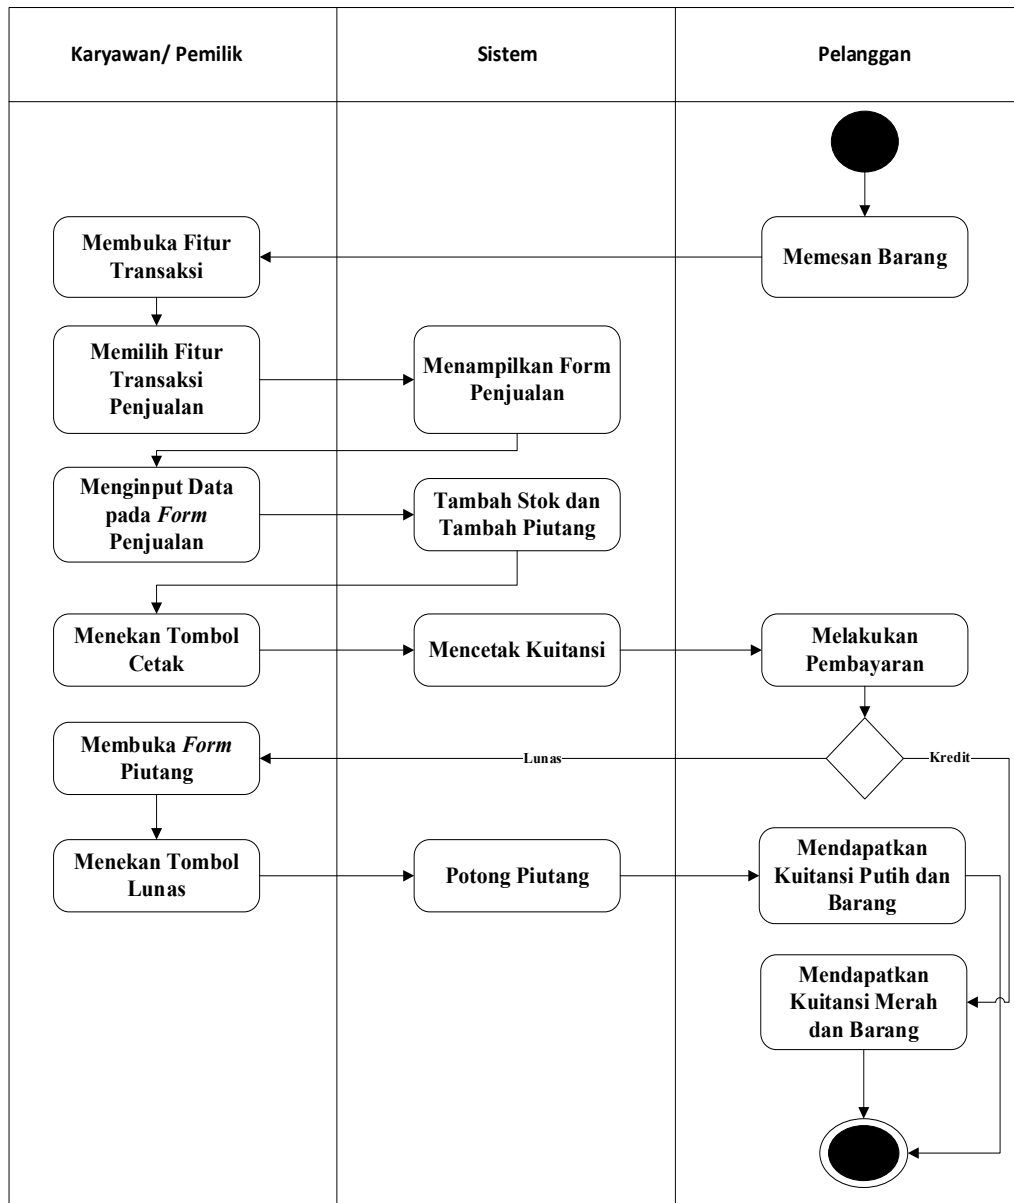 Karyawan/ Pemilik
Sistem
Pelanggan
Memesan Barang
Membuka Fitur
Transaksi
Memilih Fitur
Transaksi
Penjualan
Menampilkan Form
Penjualan
Menginput Data
pada Form
Penjualan
Tambah Stok dan
Tambah Piutang
Menekan Tombol
Cetak
Mencetak Kuitansi
Melakukan
Pembayaran
Lunas
Kredit
Membuka Form
Piutang
Menekan Tombol
Lunas
Potong Piutang
Mendapatkan
Kuitansi Putih dan
Barang
Mendapatkan
Kuitansi Merah
dan Barang